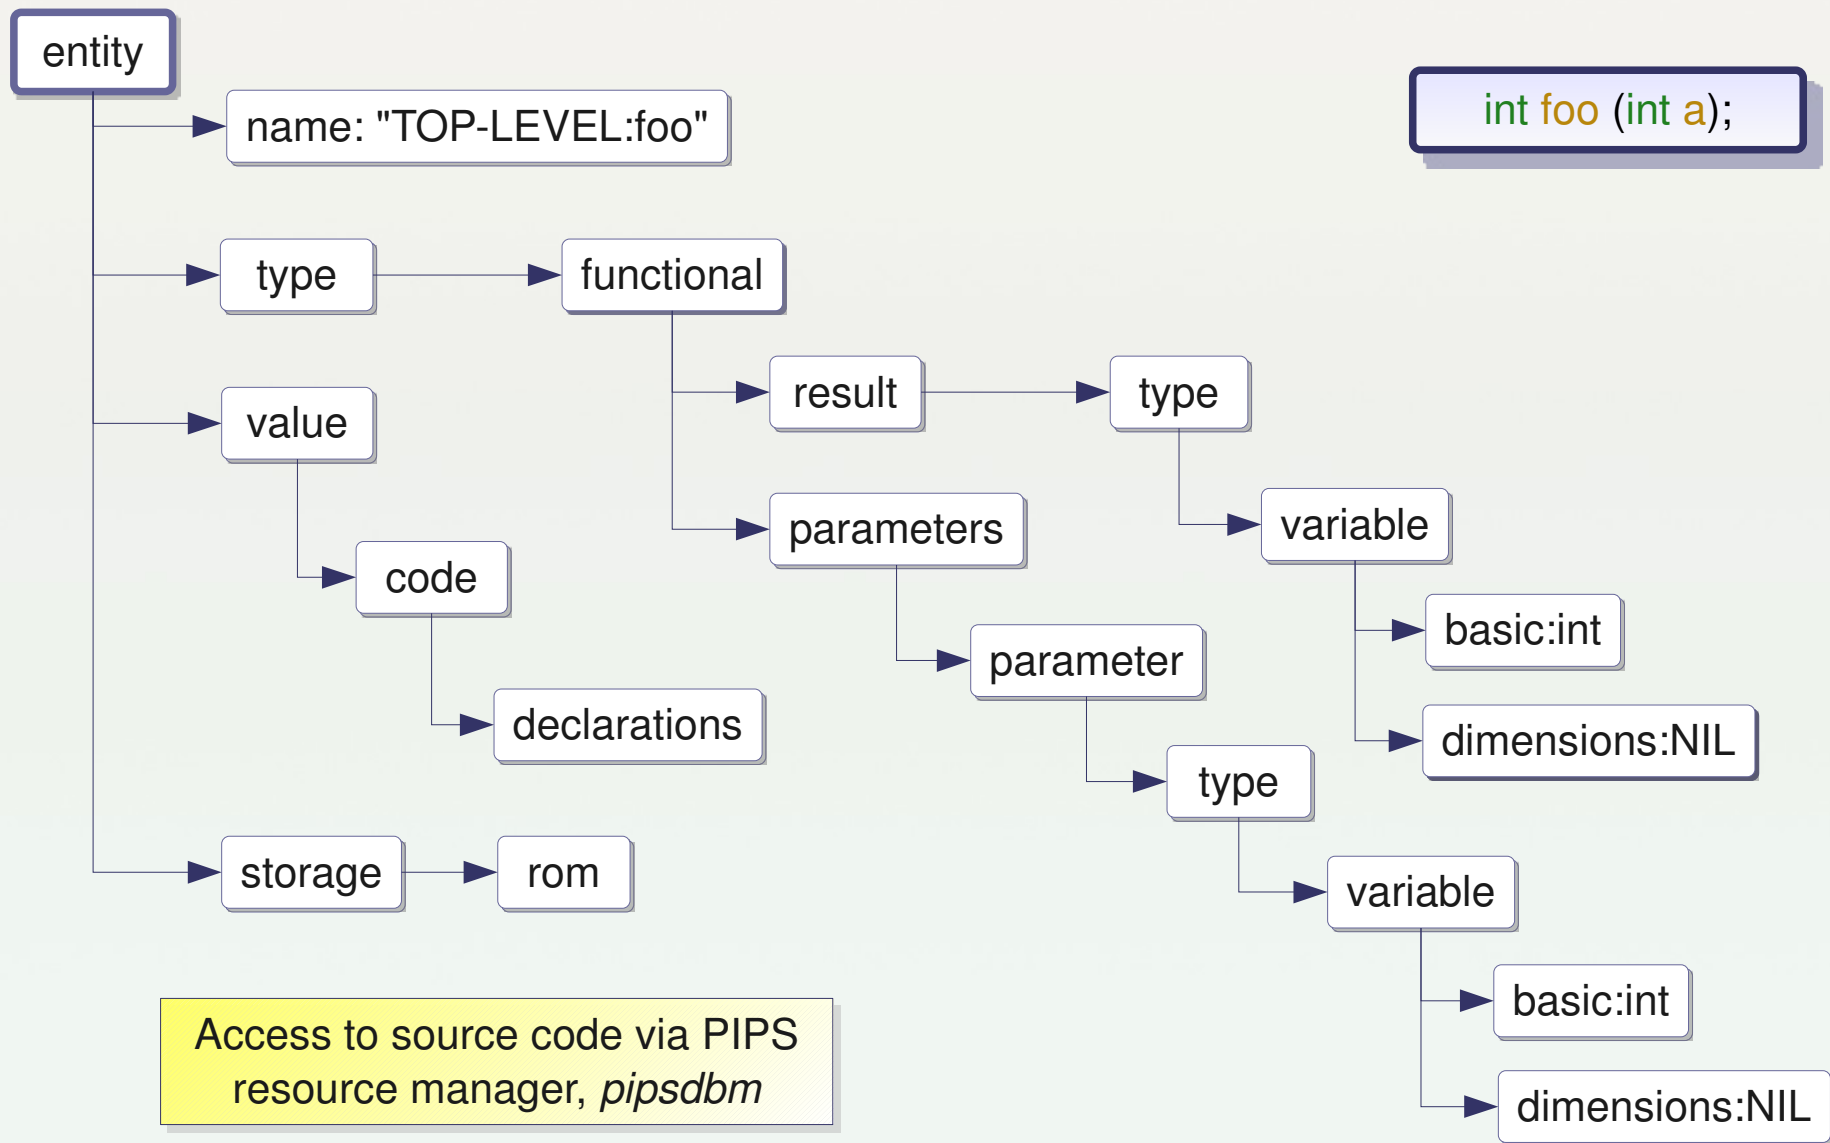 entity
int foo (int a);
name: "TOP-LEVEL:foo"
type
functional
result
type
value
parameters
variable
code
basic:int
parameter
declarations
dimensions:NIL
type
storage
rom
variable
basic:int
Access to source code via PIPS
resource manager, pipsdbm
dimensions:NIL